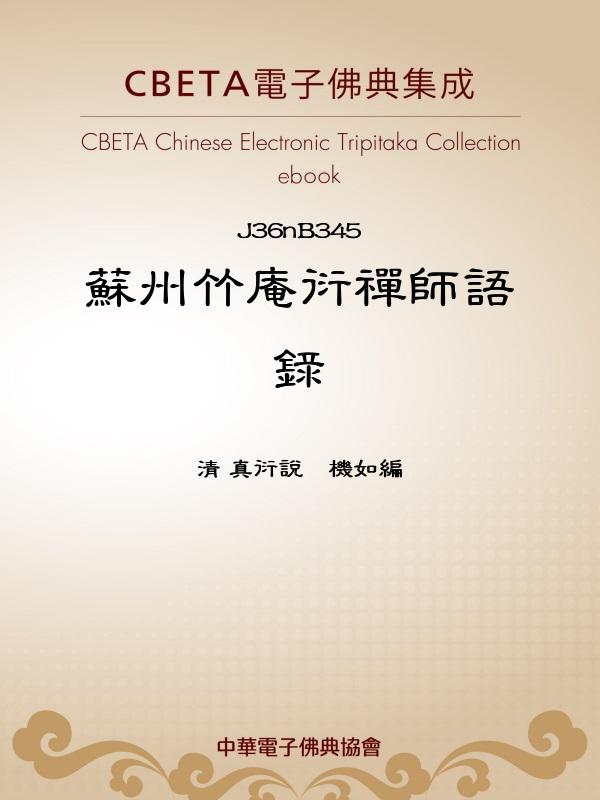 CBETA電子佛典集成
CBETA Chinese Electronic Tripitaka Collection
ebook
J36nB345
蘇州竹庵衍禪師語
錄
清 真衍說　機如編
中華電子佛典協會